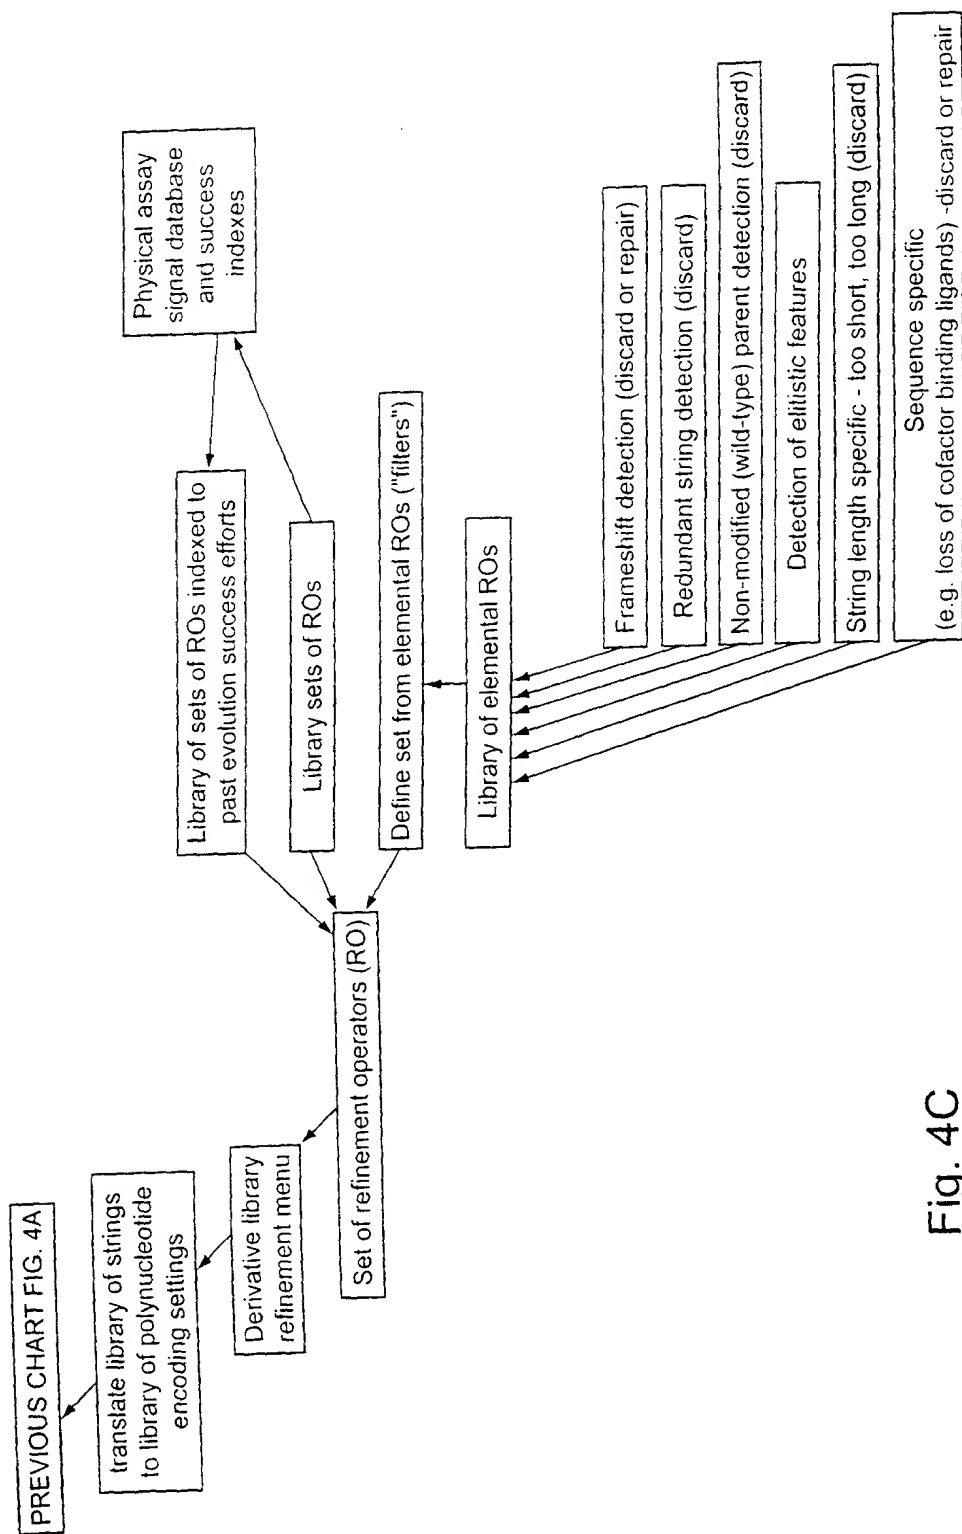 PREVIOUS CHART FIG. 4A
translate library of strings
to library of polynucleotide
encoding settings
Derivative library
refinement menu
Set of refinement operators (RO)
Library of sets of ROs indexed to
past evolution success efforts
Library sets of ROs
Define set from elemental ROs ("filters")
Library of elemental ROs
Physical assay
signal database
and success
indexes
Frameshift detection (discard or repair)
Redundant string detection (discard)
Non-modified (wild-type) parent detection (discard)
Detection of elitistic features
String length specific - too short, too long (discard)
Sequence specific
(e.g. loss of cofactor binding ligands) -discard or repair
Fig. 4C